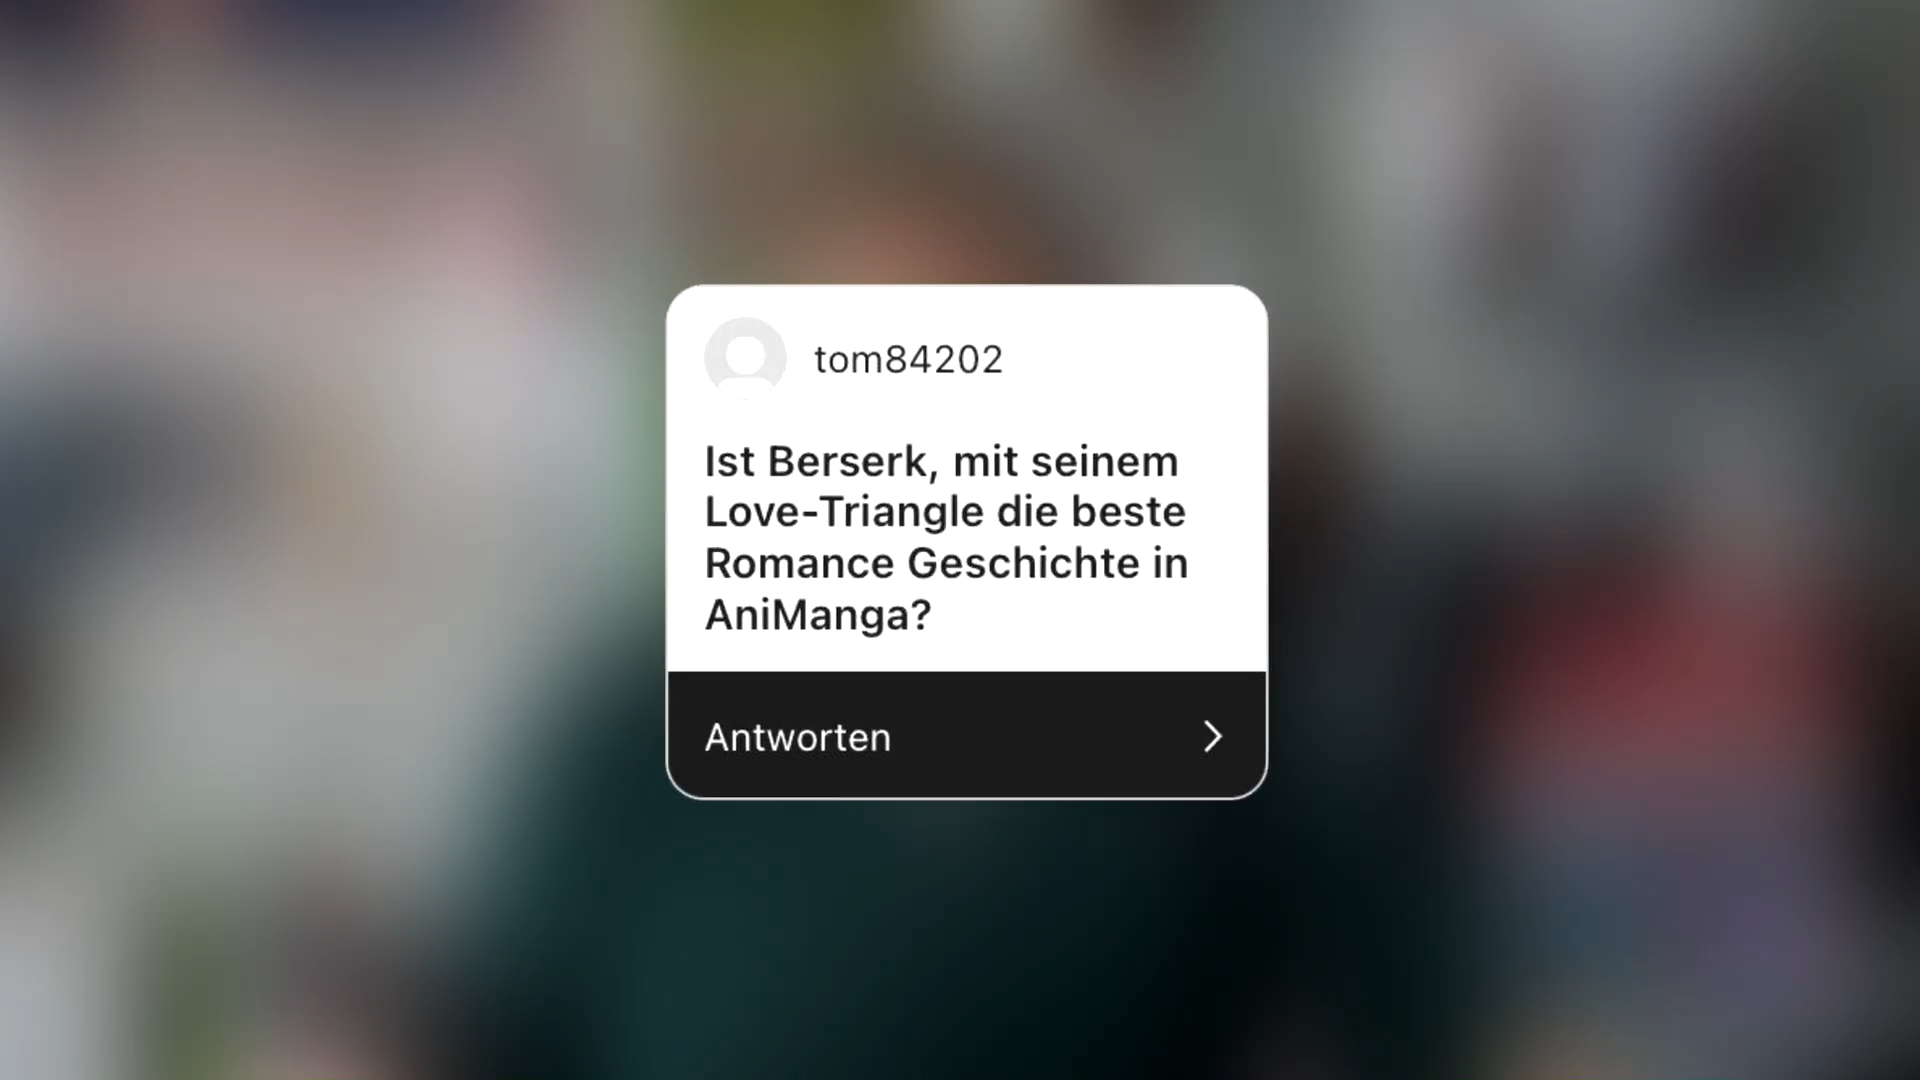 tom84202
Ist Berserk, mit seinem
Love-Triangle die beste
Romance Geschichte in
AniManga?
Antworten